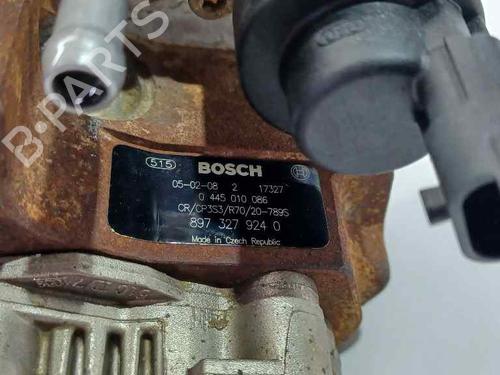 B-PARTS
515 BOSCH
05-02-08 2 17327
0 445 010 086
CR/CP3S3/R70/20-789S
897 327 924 0
Made in Czech Republic